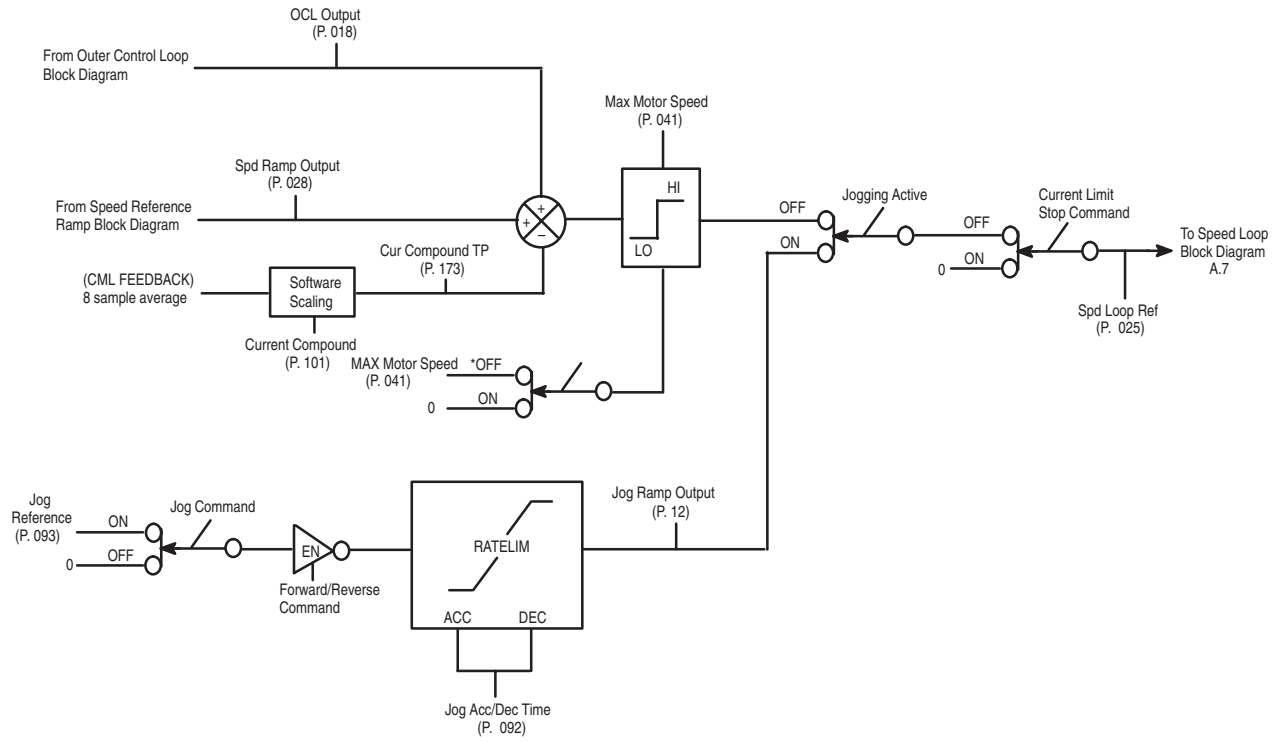 OCL Output
(P. 018)
From Outer Control Loop
Block Diagram
Max Motor Speed
(P. 041)
Spd Ramp Output
(P. 028)
HI
LO
From Speed Reference
Ramp Block Diagram
+
+
−
Jogging Active
OFF
ON
Current Limit
Stop Command
OFF
ON
0
To Speed Loop
Block Diagram
A.7
Spd Loop Ref
(P. 025)
Cur Compound TP
(P. 173)
(CML FEEDBACK)
8 sample average
Software
Scaling
Current Compound
(P. 101)
MAX Motor Speed
(P. 041)
*OFF
ON
0
Jog
Reference
(P. 093)
ON
OFF
0
Jog Command
EN
Forward/Reverse
Command
RATELIM
ACC DEC
Jog Ramp Output
(P. 12)
Jog Acc/Dec Time
(P. 092)